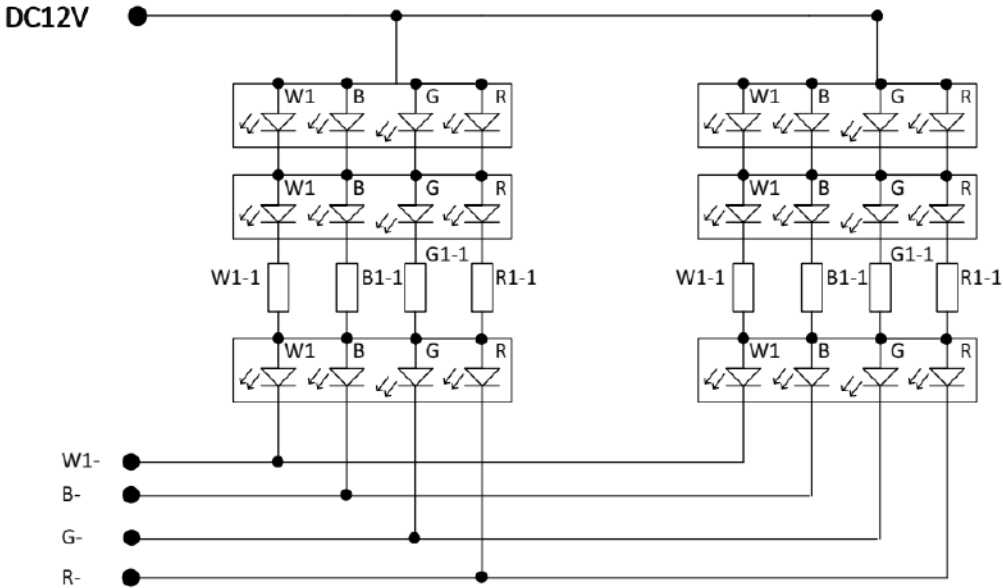 DC12V
W1 B G R W1 B G R
W1 B G R W1 B G R
G1-1 G1-1
W1-1 B1-1 R1-1 W1-1 B1-1 R1-1
W1 B G R W1 B G R
W1-
B-
G-
R-